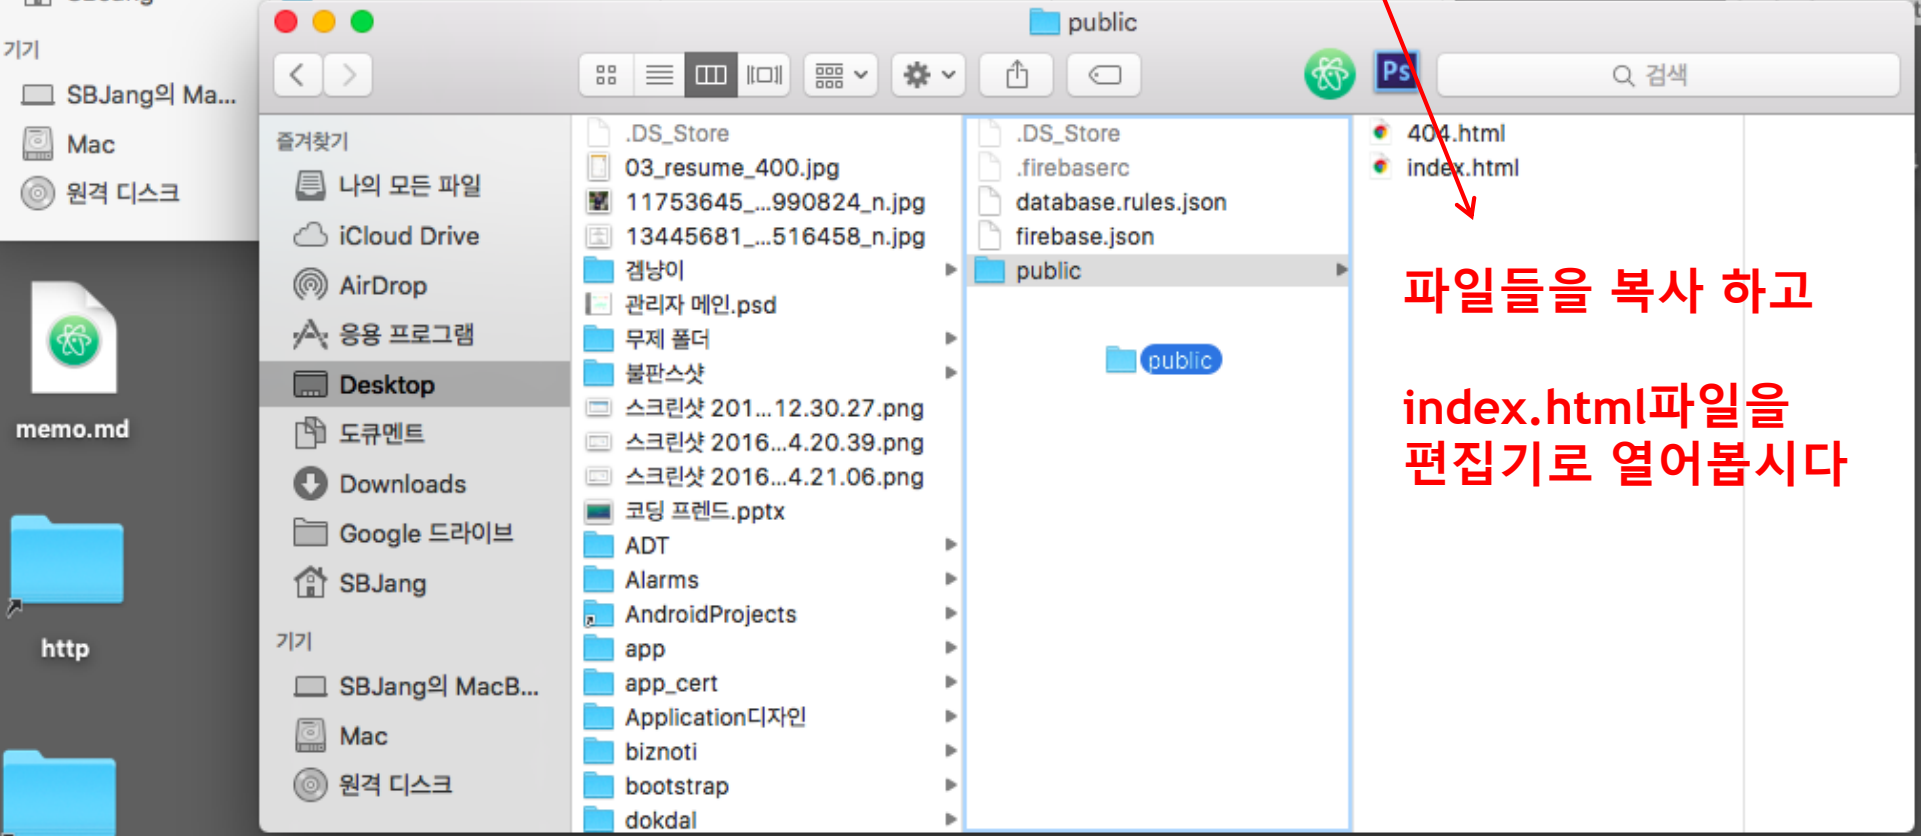 기기
SBJang의 Ma...
Mac
원격 디스크
memo.md
http
public
Ps
검색
즐겨찾기
나의 모든 파일
iCloud Drive
AirDrop
응용 프로그램
Desktop
도큐멘트
Downloads
Google 드라이브
SBJang
기기
SBJang의 MacB...
Mac
원격 디스크
.DS_Store
03_resume_400.jpg
11753645_...990824_n.jpg
13445681_...516458_n.jpg
겜냥이
관리자 메인.psd
무제 폴더
불판스샷
스크린샷 201...12.30.27.png
스크린샷 2016...4.20.39.png
스크린샷 2016...4.21.06.png
코딩 프렌드.pptx
ADT
Alarms
AndroidProjects
app
app_cert
Application디자인
biznoti
bootstrap
dokdal
.DS_Store
.firebaserc
database.rules.json
firebase.json
public
public
404.html
index.html
파일들을 복사 하고
index.html파일을
편집기로 열어봅시다